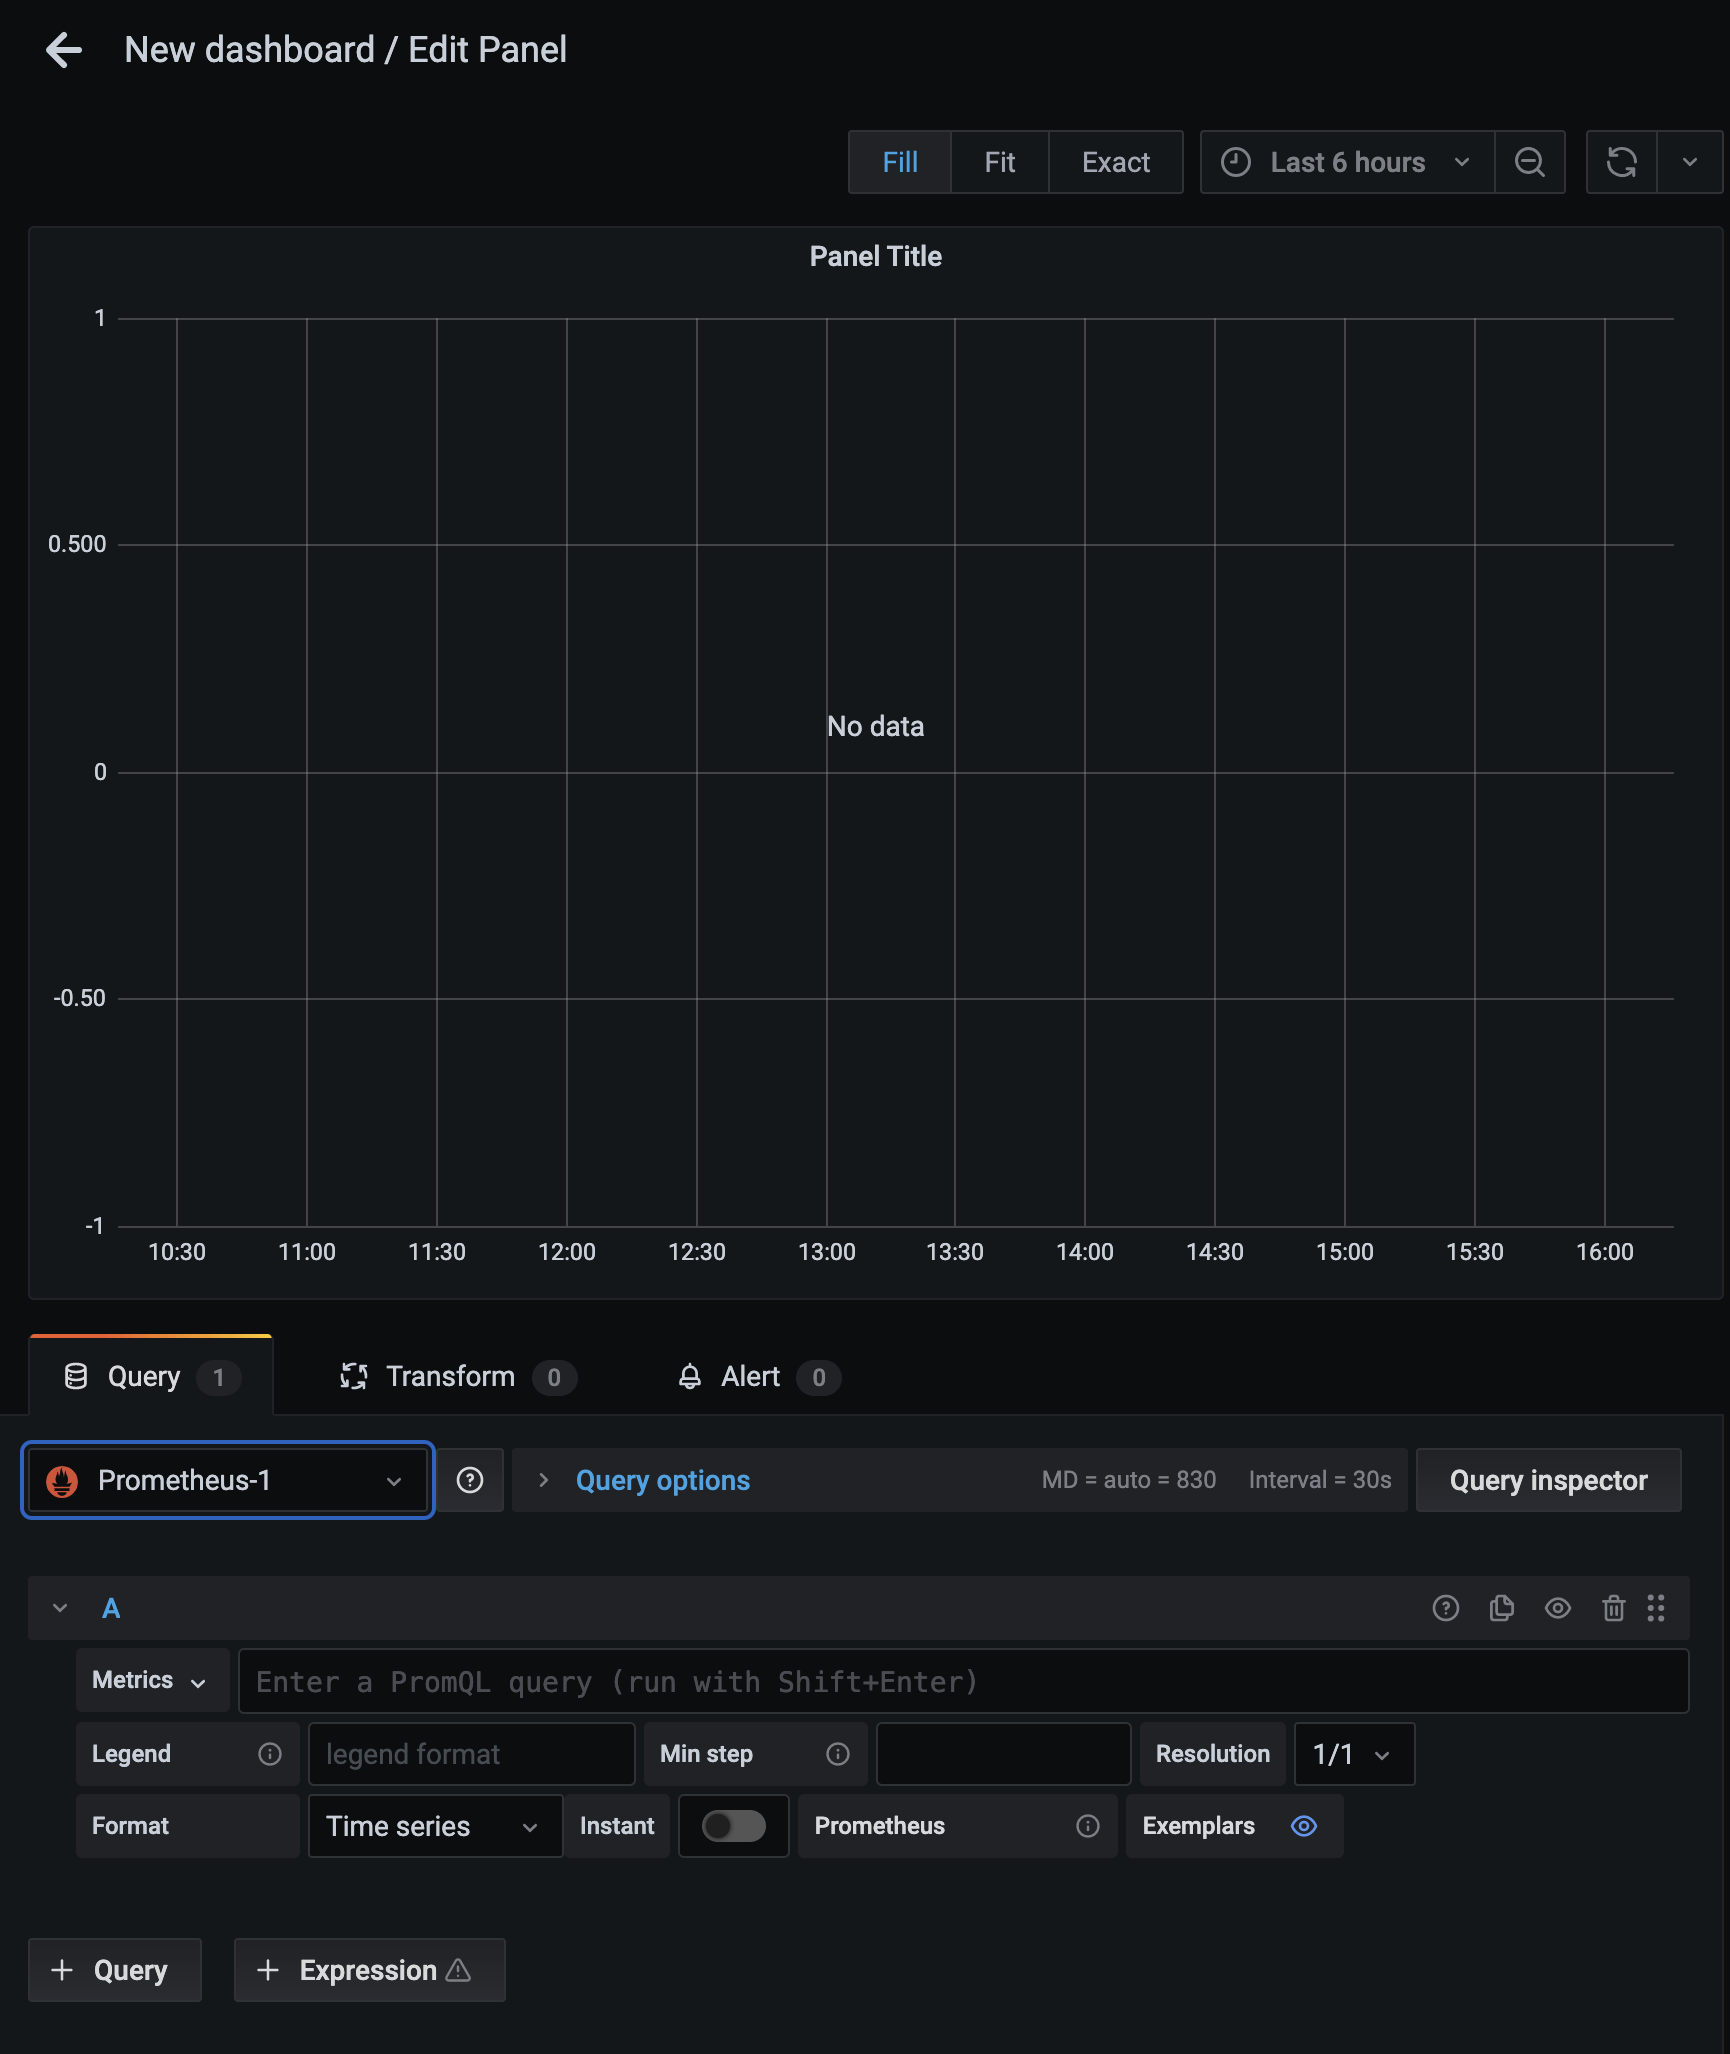 New dashboard / Edit Panel
Fill Fit Exact Last 6 hours
Panel Title
1
0.500
No data
0
-0.50
-1
10:30 11:00 11:30 12:00 12:30 13:00 13:30 14:00 14:30 15:00 15:30 16:00
Query 1 Transform 0 Alert 0
Prometheus-1 Query options MD = auto = 830 Interval = 30s Query inspector
A
Metrics Enter a PromQL query (run with Shift+Enter)
Legend legend format Min step Resolution 1/1
Format Time series Instant Prometheus Exemplars
+ Query + Expression